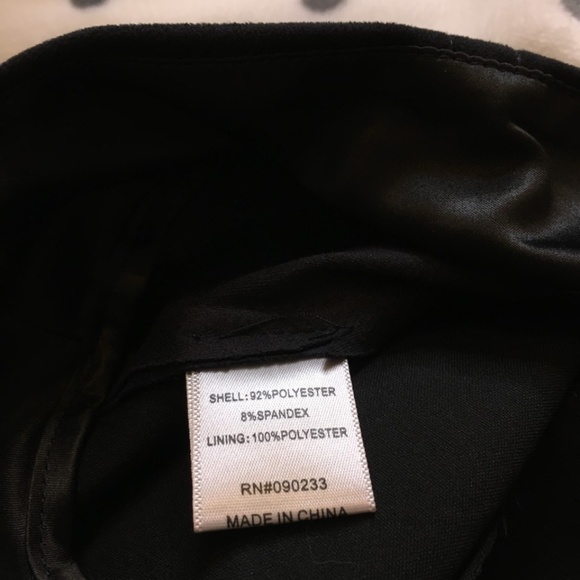 SHELL:92%POLYESTER
8%SPANDEX
LINING:100%POLYESTER
RN#090233
MADE IN CHINA